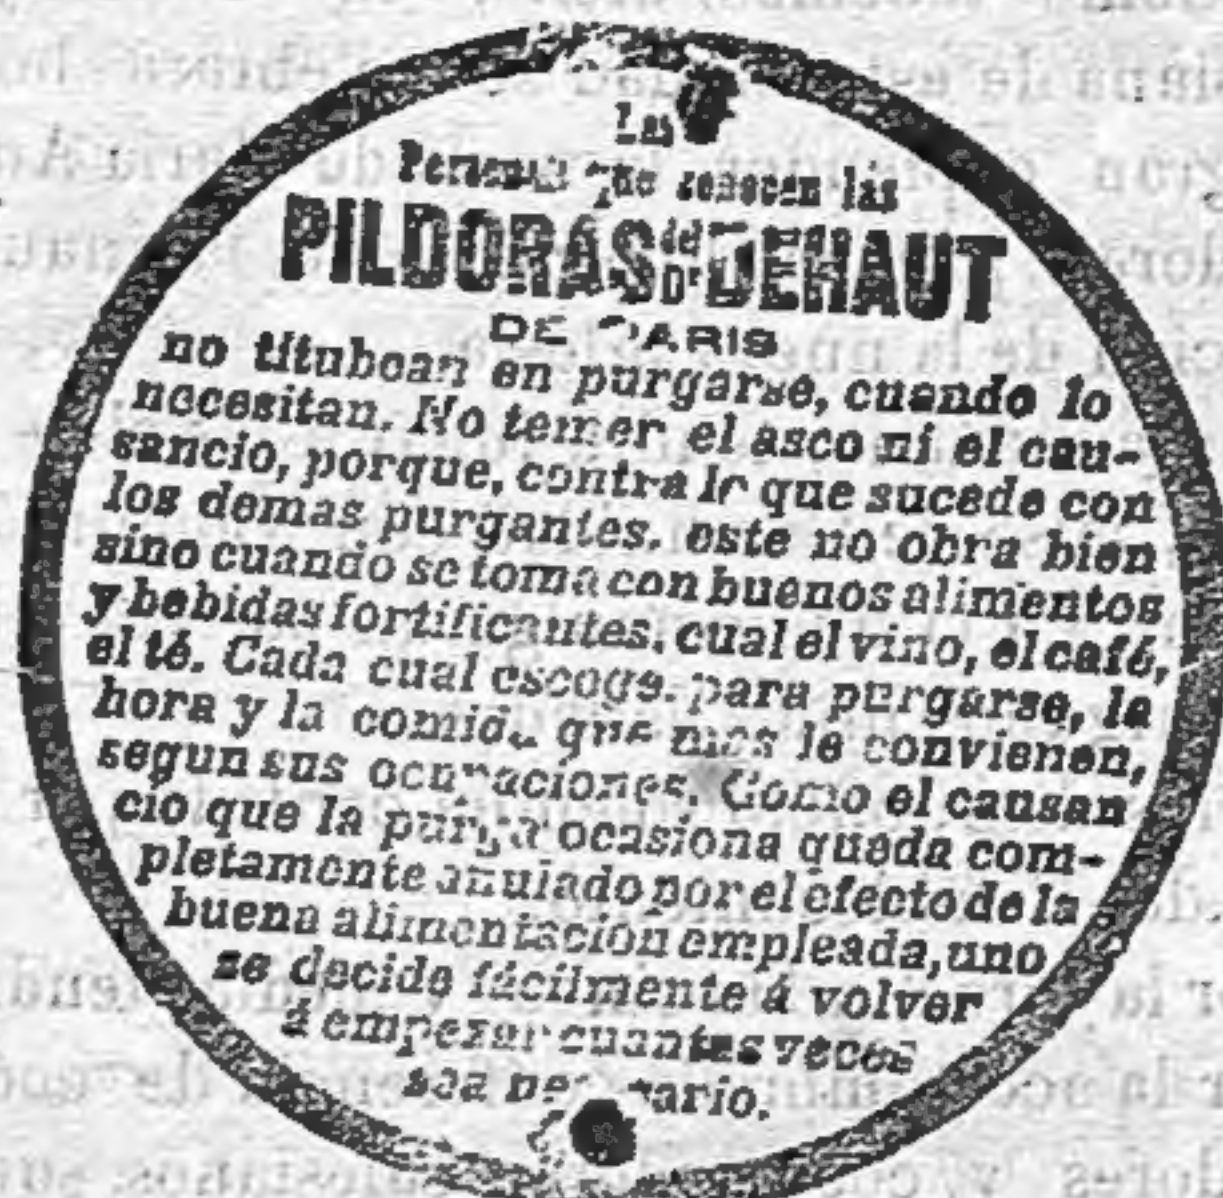 Las
Personas que conocen las
PILDORAS del Dr DEHAUT
DE PARIS
no titubean en purgarse, cuando lo
necesitan. No temer el asco ni el cau-
sancio, porque, contra lo que sucede con
los demas purgantes, este no obra bien
sino cuando se toma con buenos alimentos
y bebidas fortificantes, cual el vino, el café,
el té. Cada cual escoge, para purgarse, la
hora y la comida que mas le convienen,
segun sus ocupaciones. Como el causan
cio que la purga ocasiona queda com-
pletamente anulado por el efecto de la
buena alimentacion empleada, uno
se decide fácilmente á volver
á empezar cuantas veces
sea necesario.